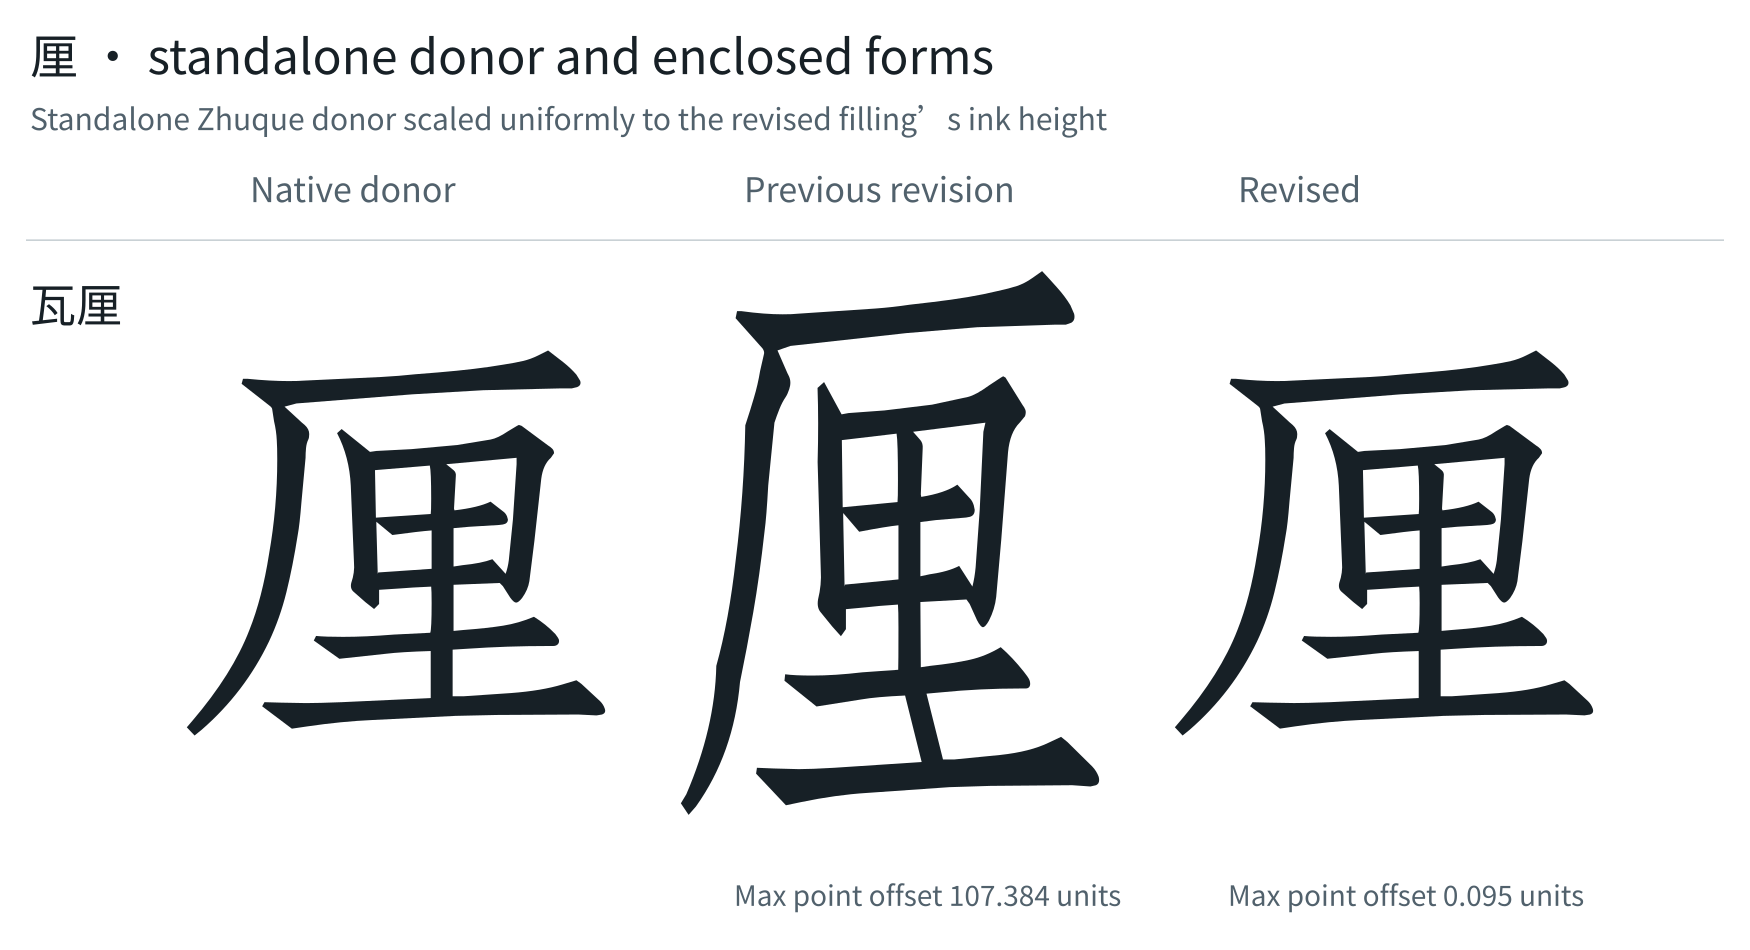 厘 · standalone donor and enclosed forms
Standalone Zhuque donor scaled uniformly to the revised filling’s ink height
Native donor Previous revision Revised
瓦厘 厘 厘 厘
Max point offset 107.384 units Max point offset 0.095 units